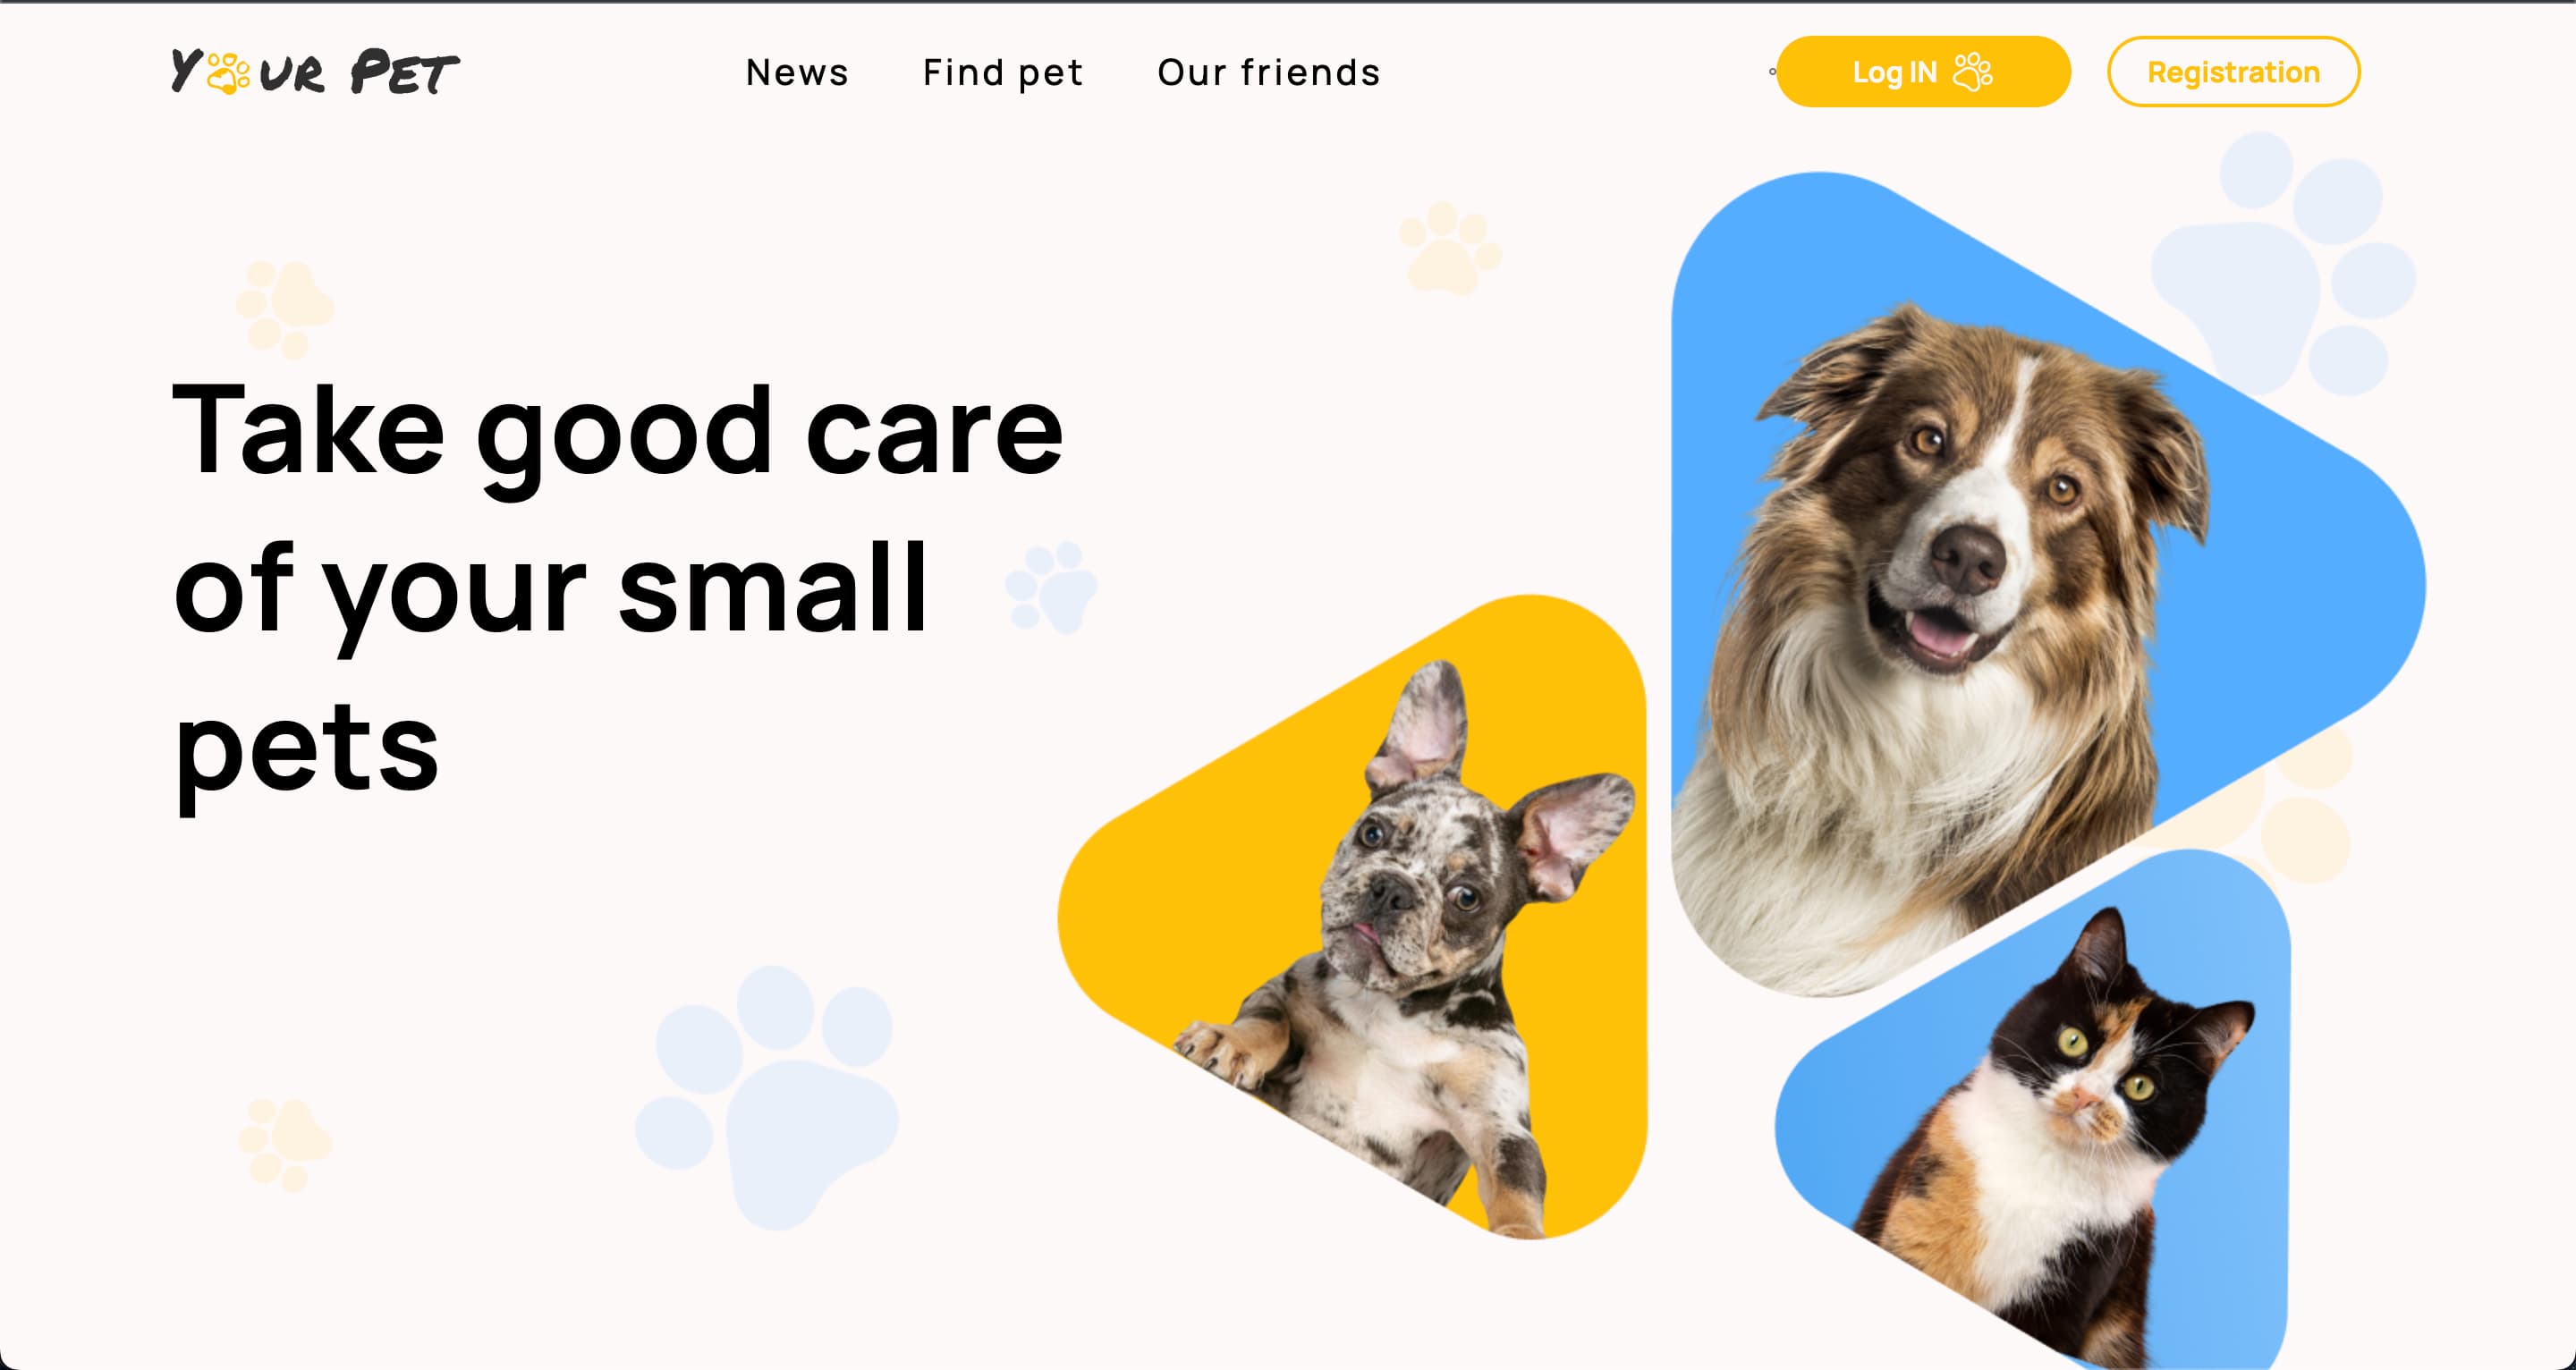 Your Pet
News
Find pet
Our friends
Log IN
Registration
Take good care
of your small
pets